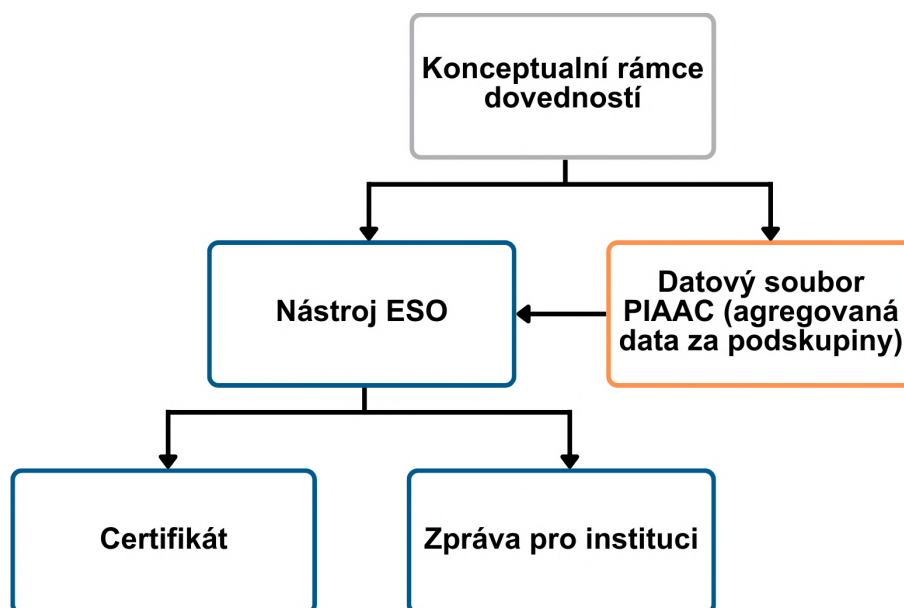 Konceptualní rámce
dovedností
Nástroj ESO
Datový soubor
PIAAC (agregovaná
data za podskupiny)
Certifikát
Zpráva pro instituci